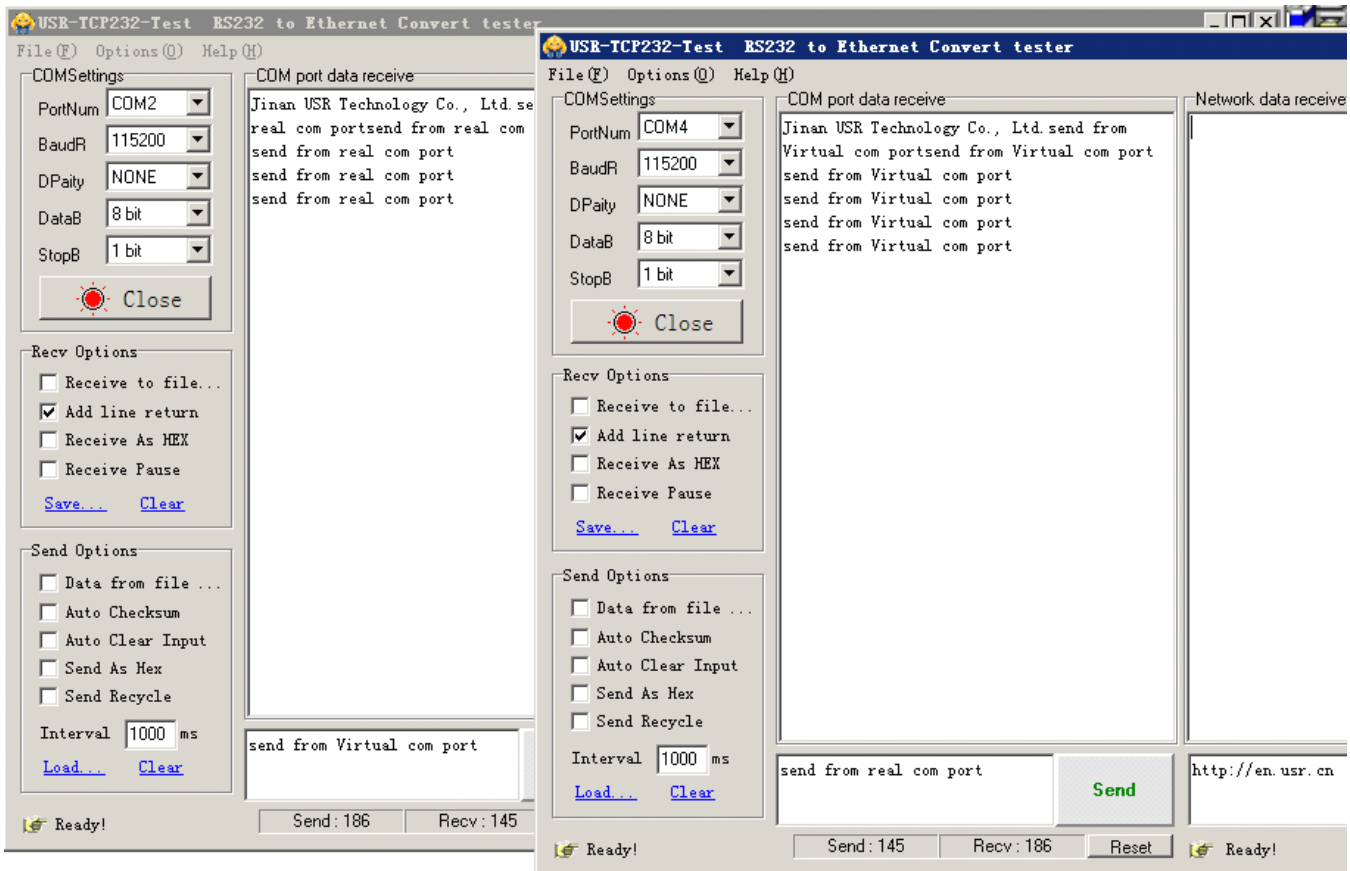 USR-TCP232-Test RS232 to Ethernet Convert tester
File(F) Options(O) Help(H)
COMSettings
PortNum COM2
BaudR 115200
DPaity NONE
DataB 8 bit
StopB 1 bit
Close
Recv Options
Receive to file...
Add line return
Receive As HEX
Receive Pause
Save... Clear
Send Options
Data from file ...
Auto Checksum
Auto Clear Input
Send As Hex
Send Recycle
Interval 1000 ms
Load... Clear
Ready!
COM port data receive
Jinan USR Technology Co., Ltd.se
real com portsend from real com
send from real com port
send from real com port
send from real com port
send from Virtual com port
Send : 186 Recv : 145
USR-TCP232-Test RS232 to Ethernet Convert tester
File(F) Options(O) Help(H)
COMSettings
PortNum COM4
BaudR 115200
DPaity NONE
DataB 8 bit
StopB 1 bit
Close
Recv Options
Receive to file...
Add line return
Receive As HEX
Receive Pause
Save... Clear
Send Options
Data from file ...
Auto Checksum
Auto Clear Input
Send As Hex
Send Recycle
Interval 1000 ms
Load... Clear
Ready!
COM port data receive
Jinan USR Technology Co., Ltd.send from
Virtual com portsend from Virtual com port
send from Virtual com port
send from Virtual com port
send from Virtual com port
send from Virtual com port
send from real com port
Send
Send : 145 Recv : 186 Reset
Network data receive
http://en.usr.cn
Ready!